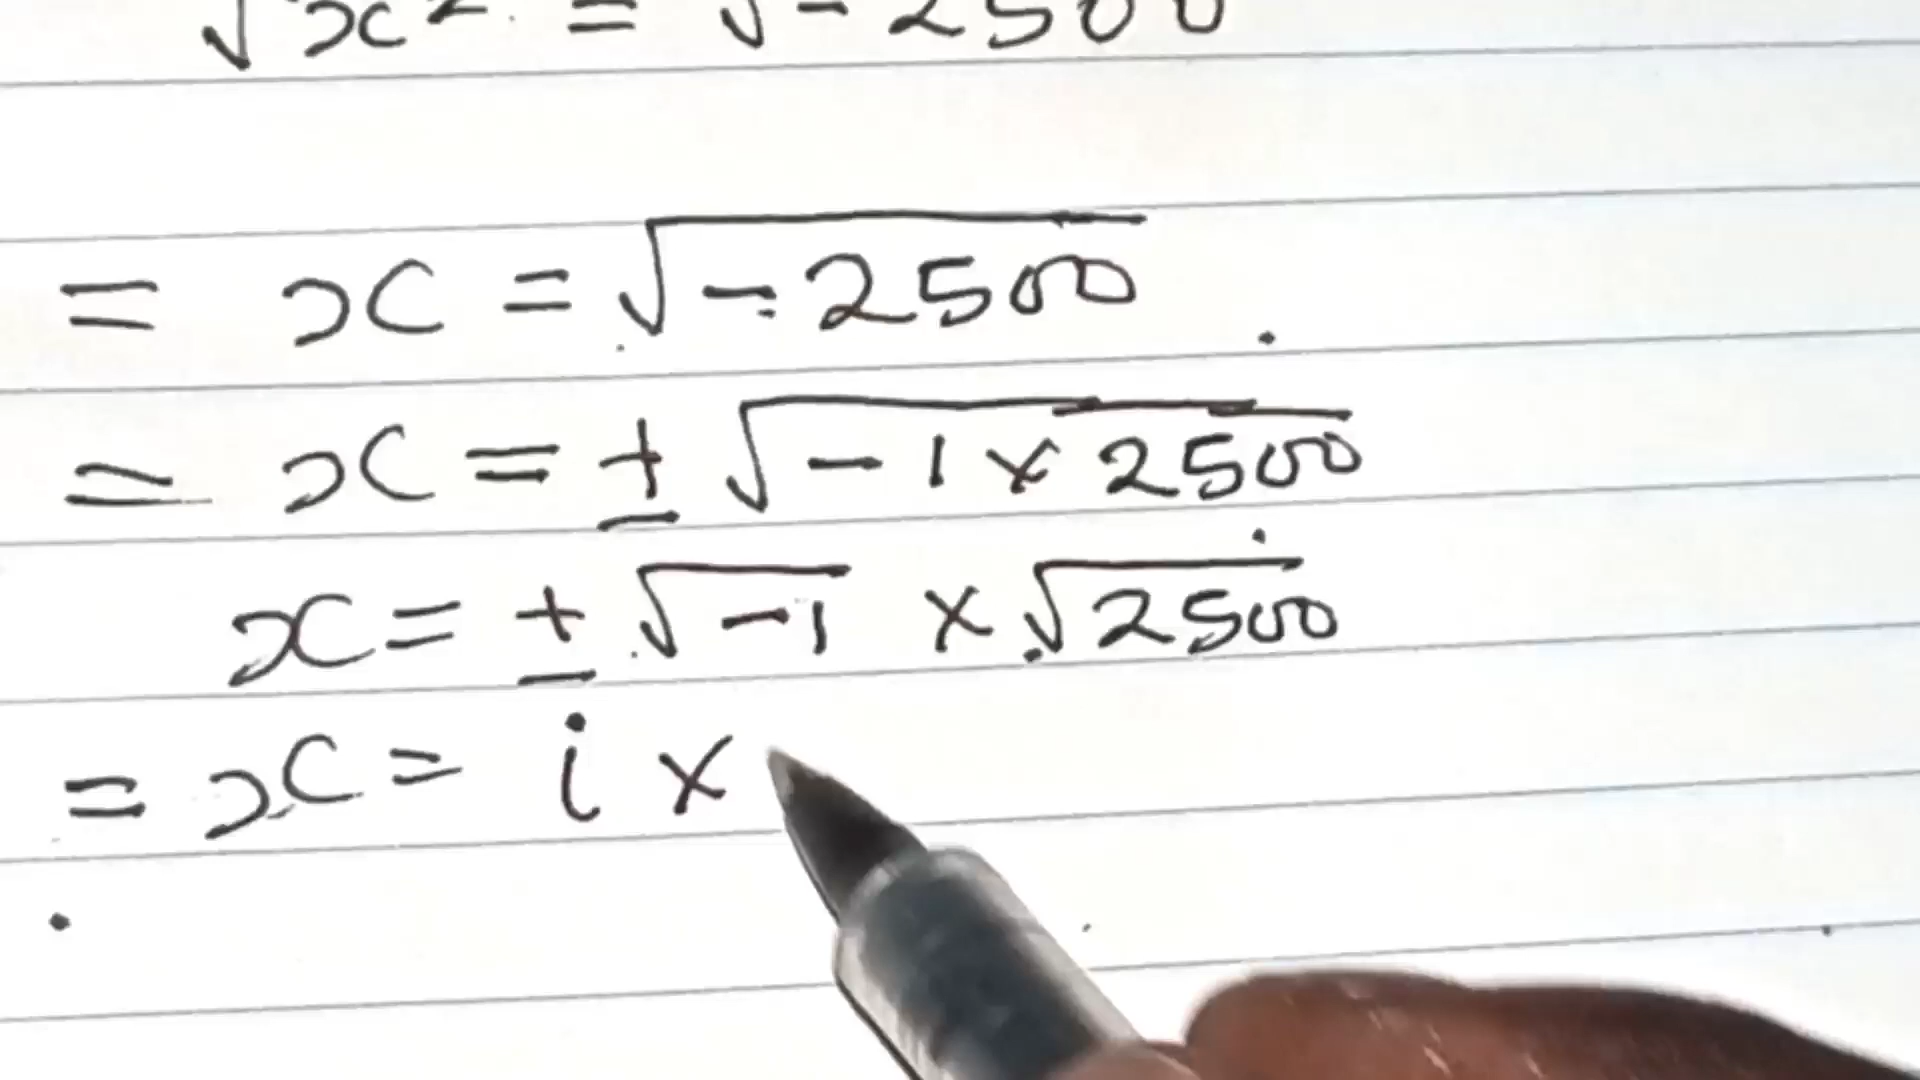 √x² = √-2500
= x = √-2500
= x = ± √-1 x 2500
x = ± √-1 x √2500
= x = i x